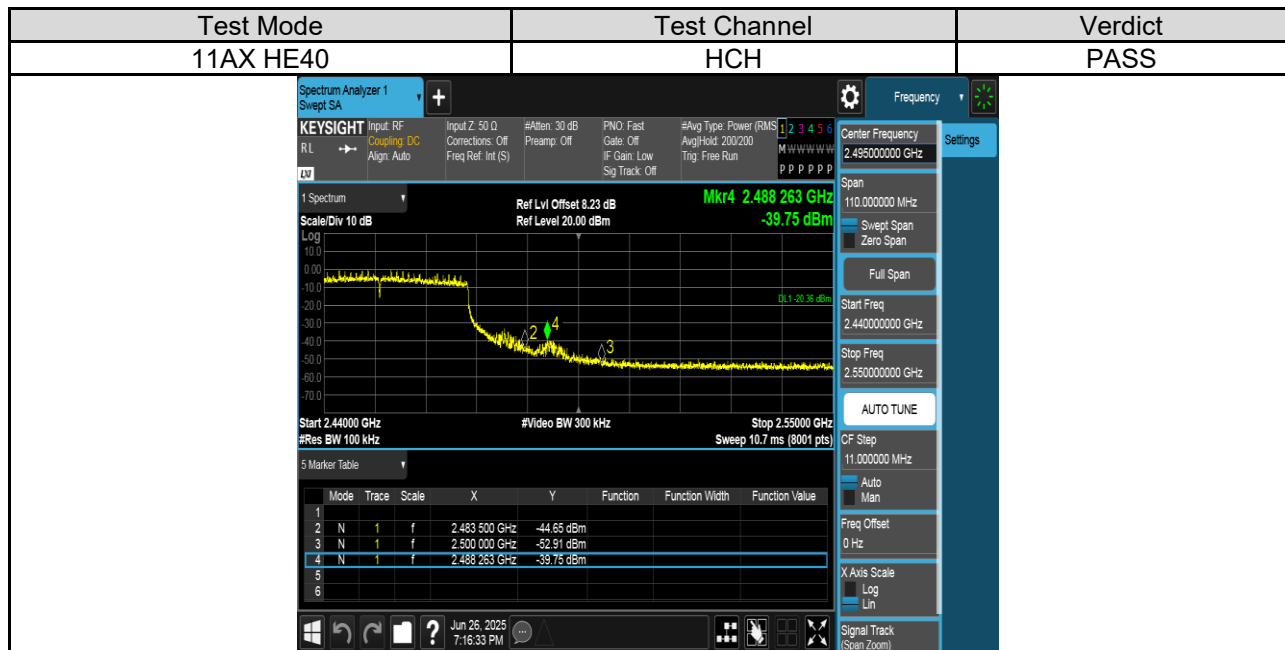 Test Mode Test Channel Verdict
11AX HE40 HCH PASS
Spectrum Analyzer 1
Swept SA
Frequency
KEYSIGHT Input: RF Input Z: 50 Ω #Atten: 30 dB PNO: Fast #Avg Type: Power (RMS 1 2 3 4 5 6
RL Coupling: DC Corrections: Off Preamp: Off Gate: Off Avg|Hold: 200/200 M W W W W W
Align: Auto Freq Ref: Int (S) IF Gain: Low Trig: Free Run
LXI Sig Track: Off P P P P P P
1 Spectrum
Ref Lvl Offset 8.23 dB Mkr4 2.488 263 GHz
Scale/Div 10 dB Ref Level 20.00 dBm -39.75 dBm
Log
10.0
0.00
-10.0
-20.0
DL1 -20.36 dBm
-30.0
2 4
-40.0
3
-50.0
-60.0
-70.0
Start 2.44000 GHz #Video BW 300 kHz Stop 2.55000 GHz
#Res BW 100 kHz Sweep 10.7 ms (8001 pts)
5 Marker Table
Mode Trace Scale X Y Function Function Width Function Value
1
2 N 1 f 2.483 500 GHz -44.65 dBm
3 N 1 f 2.500 000 GHz -52.91 dBm
4 N 1 f 2.488 263 GHz -39.75 dBm
5
6
Jun 26, 2025
7:16:33 PM
Center Frequency
2.495000000 GHz
Settings
Span
110.000000 MHz
Swept Span
Zero Span
Full Span
Start Freq
2.440000000 GHz
Stop Freq
2.550000000 GHz
AUTO TUNE
CF Step
11.000000 MHz
Auto
Man
Freq Offset
0 Hz
X Axis Scale
Log
Lin
Signal Track
(Span Zoom)